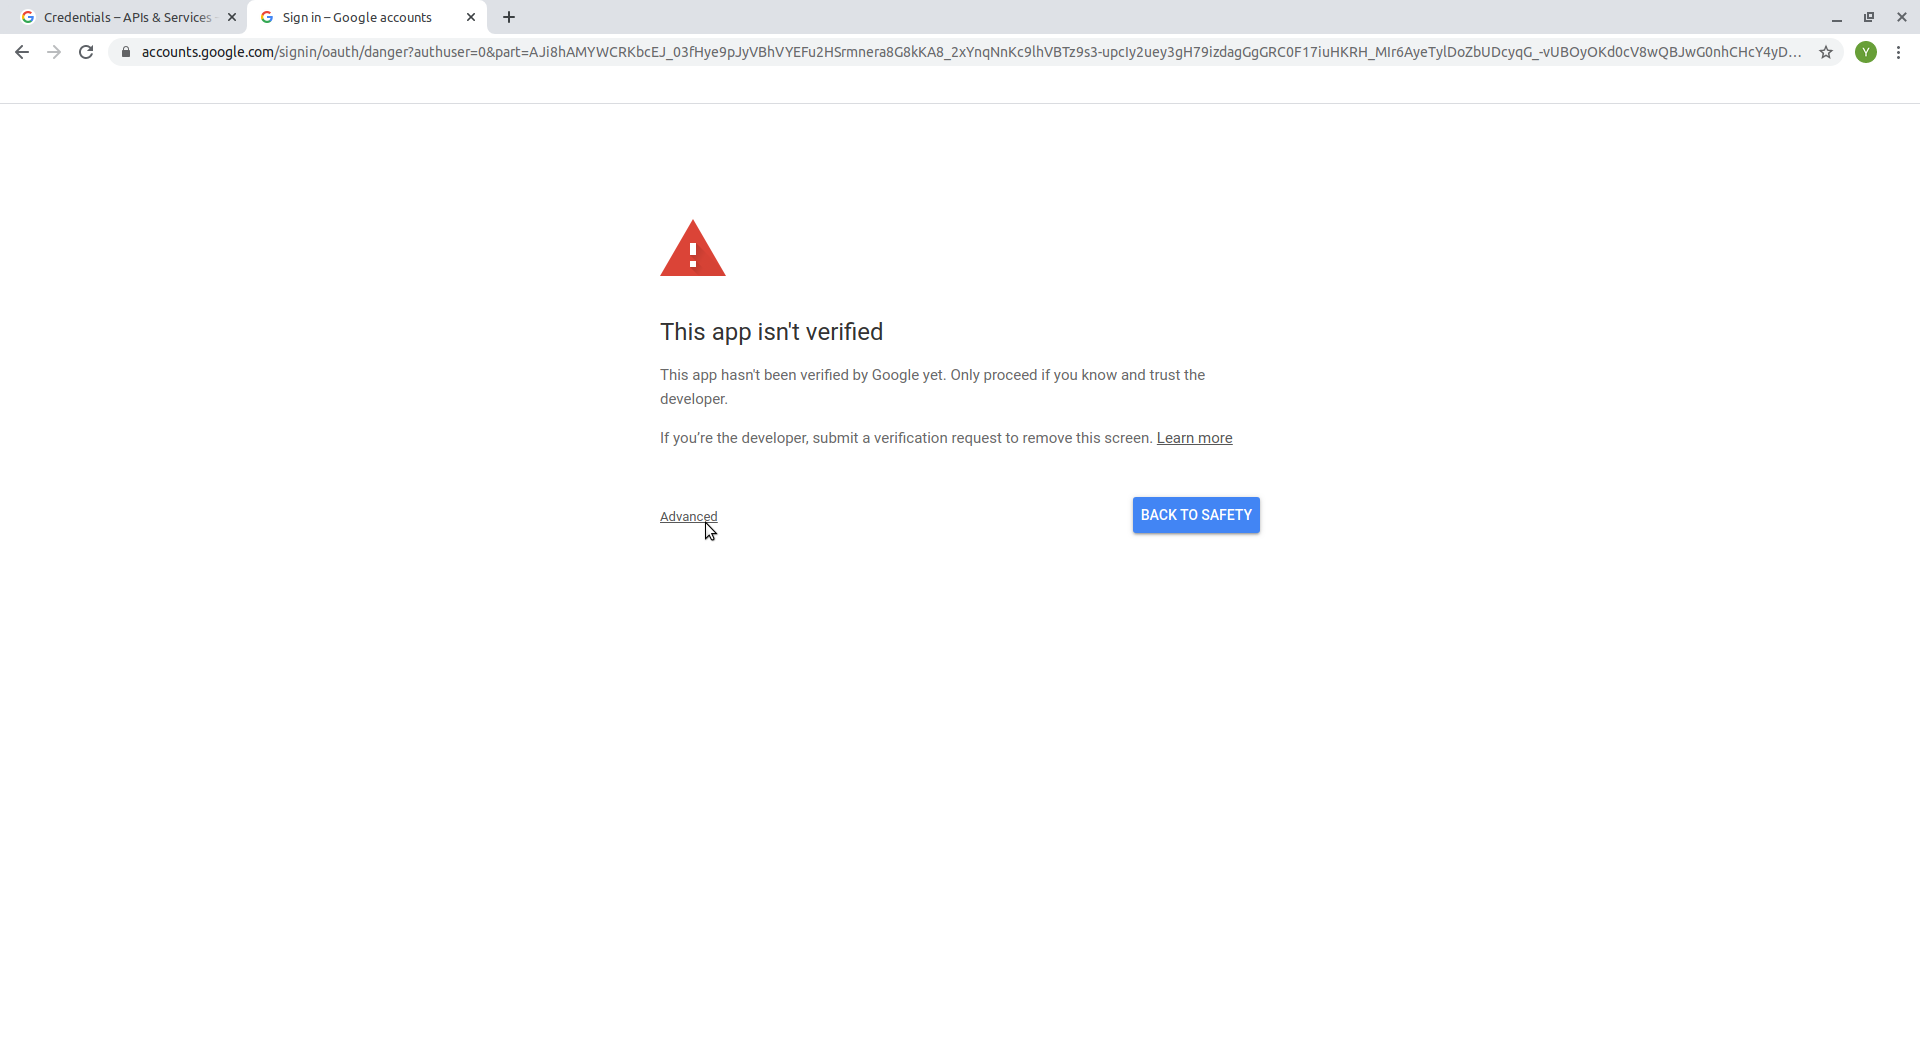 Credentials – APIs & Services
Sign in – Google accounts
accounts.google.com/signin/oauth/danger?authuser=0&part=AJi8hAMYWCRKbcEJ_03fHye9pJyVBhVYEFu2HSrmnera8G8kKA8_2xYnqNnKc9lhVBTz9s3-upcIy2uey3gH79izdagGgGRC0F17iuHKRH_MIr6AyeTylDoZbUDcyqG_-vUBOyOKd0cV8wQBJwG0nhCHcY4yD...
Y
This app isn't verified
This app hasn't been verified by Google yet. Only proceed if you know and trust the
developer.
If you’re the developer, submit a verification request to remove this screen. Learn more
Advanced
BACK TO SAFETY